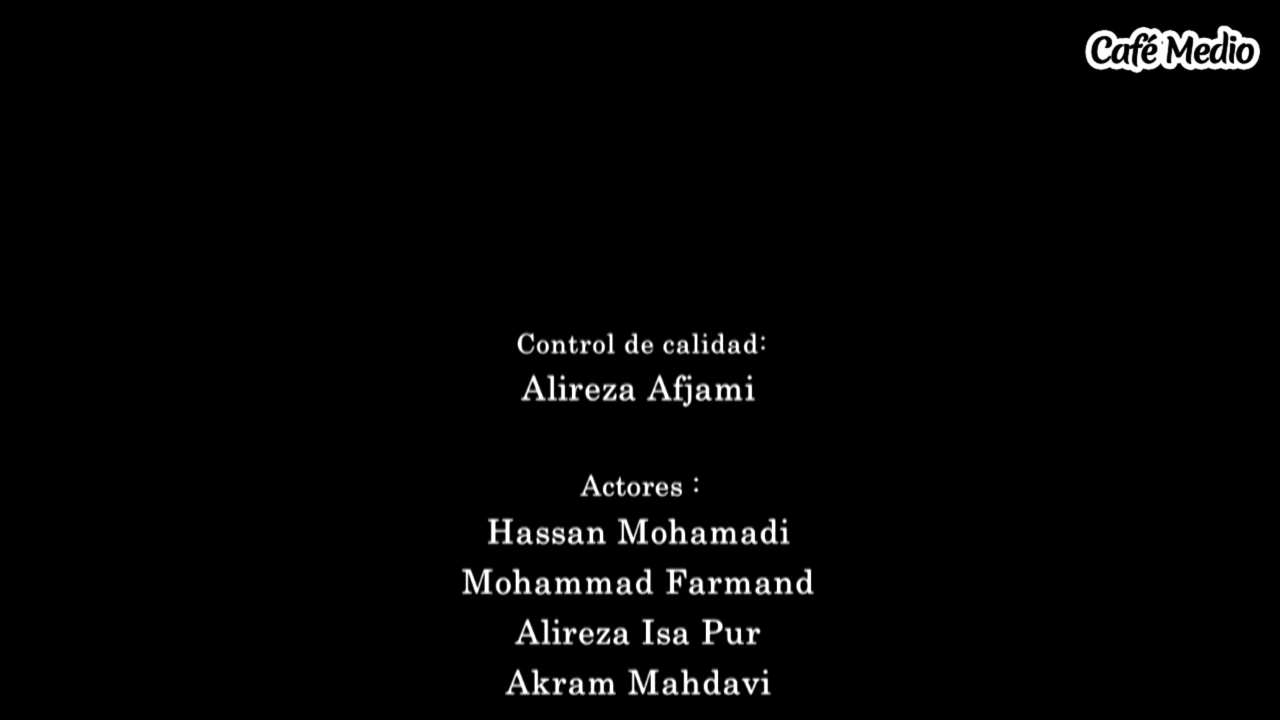 Café Medio
Control de calidad:
Alireza Afjami
Actores :
Hassan Mohamadi
Mohammad Farmand
Alireza Isa Pur
Akram Mahdavi